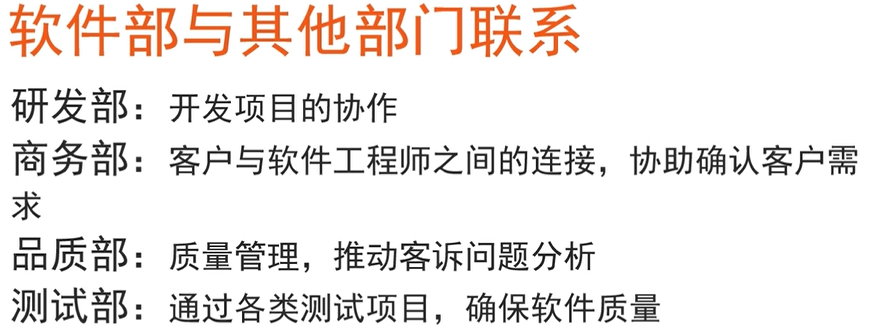 软件部与其他部门联系
研发部：开发项目的协作
商务部：客户与软件工程师之间的连接，协助确认客户需
求
品质部：质量管理，推动客诉问题分析
测试部：通过各类测试项目，确保软件质量